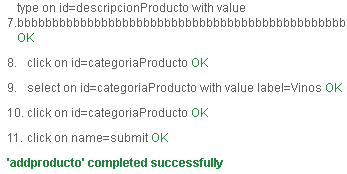 type on id=descripcionProducto with value
7.bbbbbbbbbbbbbbbbbbbbbbbbbbbbbbbbbbbbbbbbbbbbbbb
OK
8. click on id=categoriaProducto OK
9. select on id=categoriaProducto with value label=Vinos OK
10. click on id=categoriaProducto OK
11. click on name=submit OK
'addproducto' completed successfully